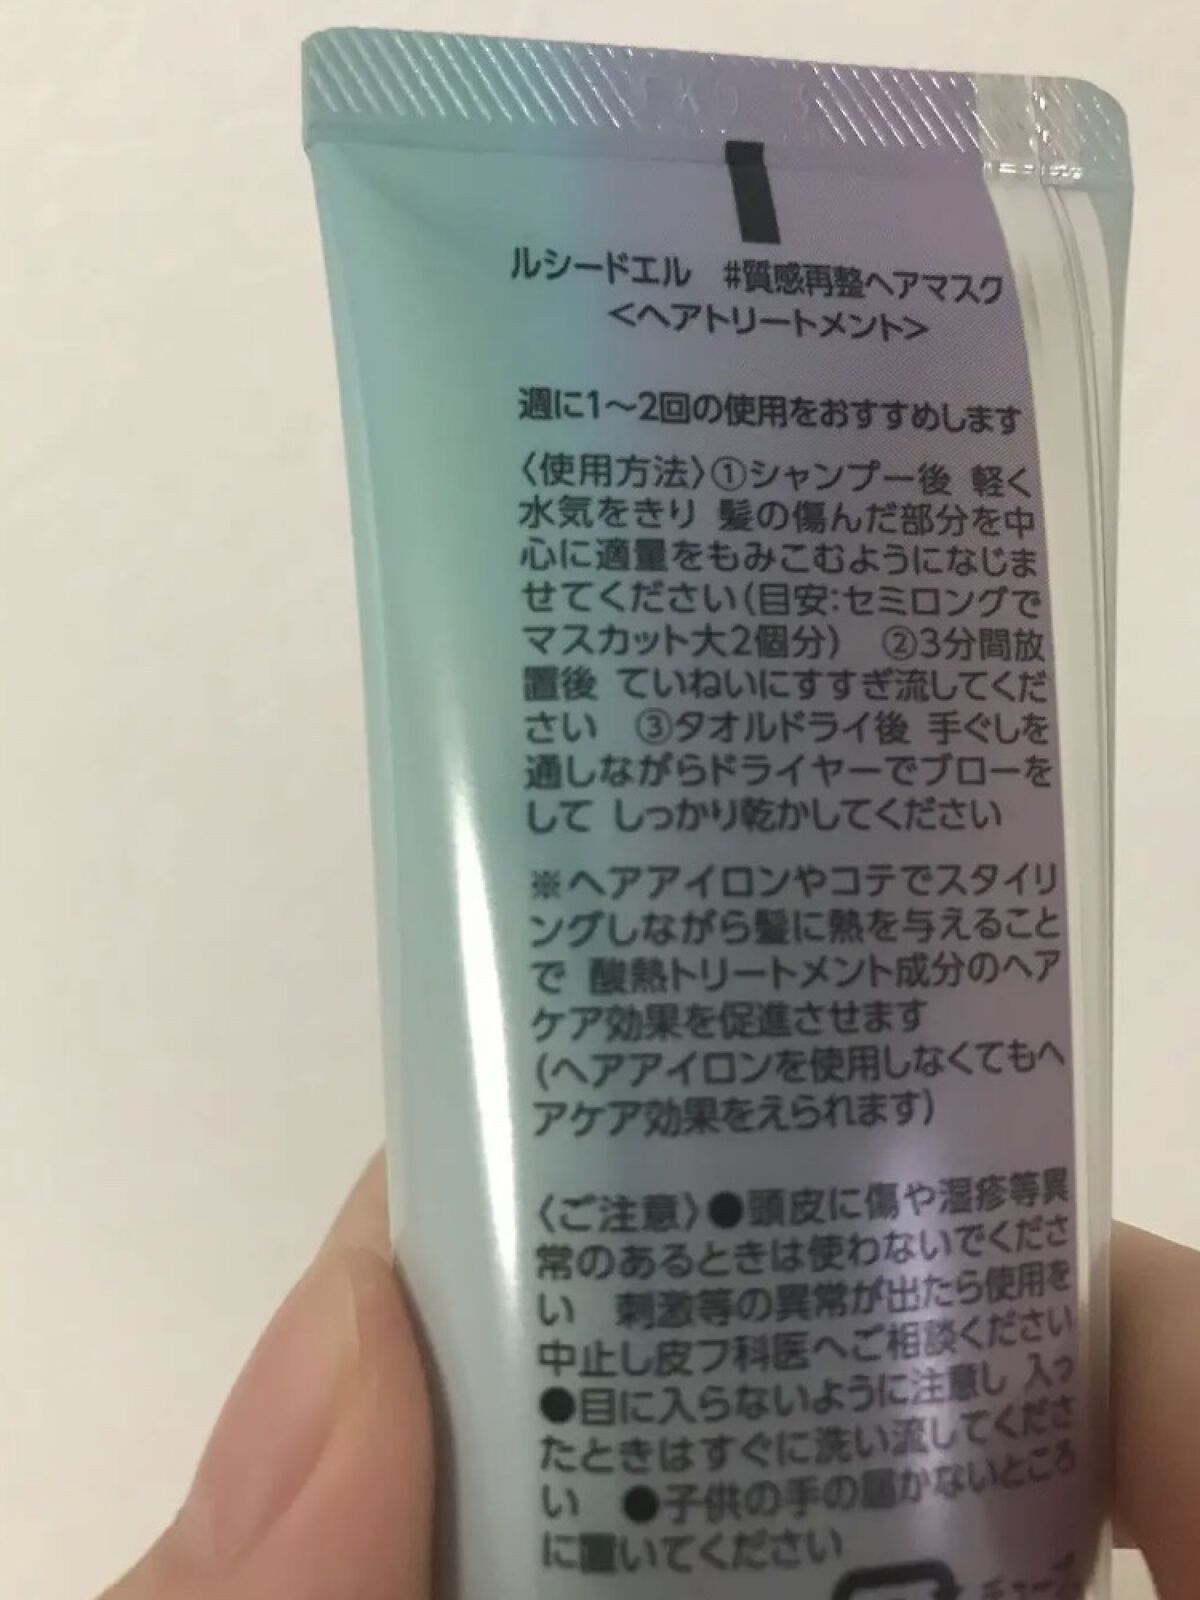 ルシードエル #質感再整ヘアマスク
<ヘアトリートメント>
週に1〜2回の使用をおすすめします
〈使用方法〉①シャンプー後 軽く
水気をきり 髪の傷んだ部分を中
心に適量をもみこむようになじま
せてください(目安:セミロングで
マスカット大2個分) ②3分間放
置後 ていねいにすすぎ流してくだ
さい ③タオルドライ後 手ぐしを
通しながらドライヤーでブローを
して しっかり乾かしてください
※ヘアアイロンやコテでスタイリ
ングしながら髪に熱を与えること
で 酸熱トリートメント成分のヘア
ケア効果を促進させます
(ヘアアイロンを使用しなくてもヘ
アケア効果をえられます)
〈ご注意〉●頭皮に傷や湿疹等異
常のあるときは使わないでくださ
い 刺激等の異常が出たら使用を
中止し皮フ科医へご相談ください
●目に入らないように注意し 入っ
たときはすぐに洗い流してくださ
い ●子供の手の届かないところ
に置いてください
チューブ